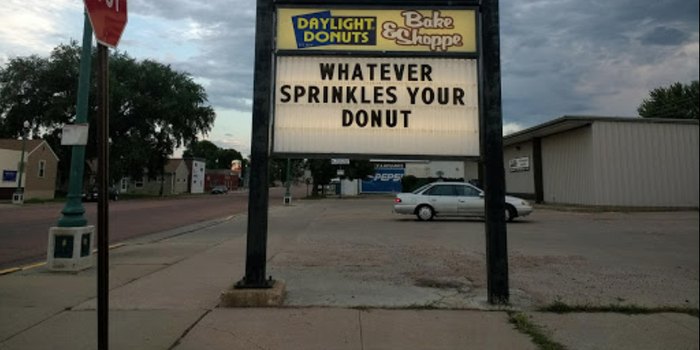 DAYLIGHT
DONUTS
Bake
& Shoppe
WHATEVER
SPRINKLES YOUR
DONUT
PEPSI